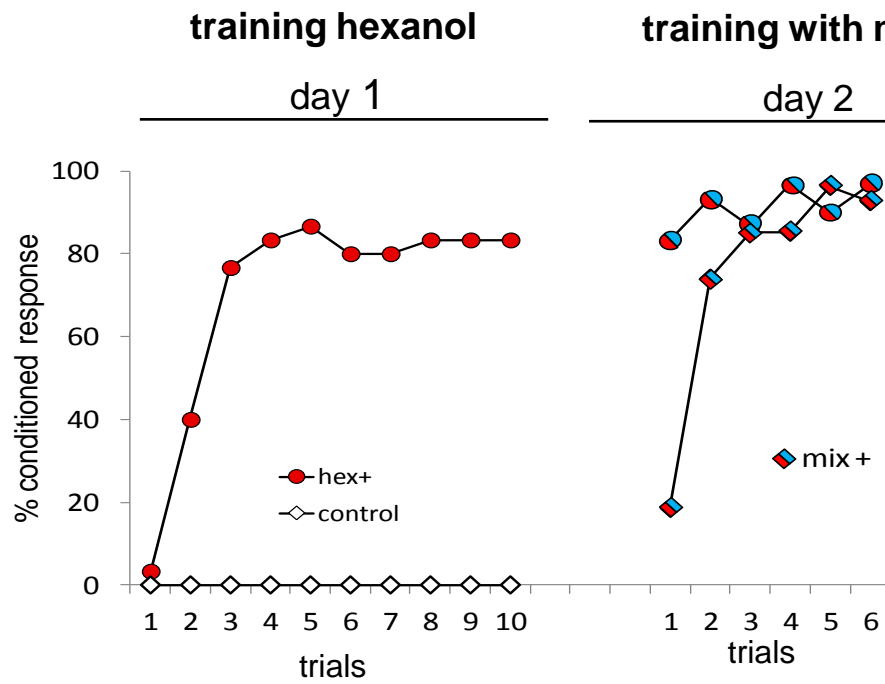 training hexanol
day 1
% conditioned response
100
80
60
40
20
0
hex+
control
1 2 3 4 5 6 7 8 9 10
trials
training with
day 2
mix +
1 2 3 4 5 6
trials